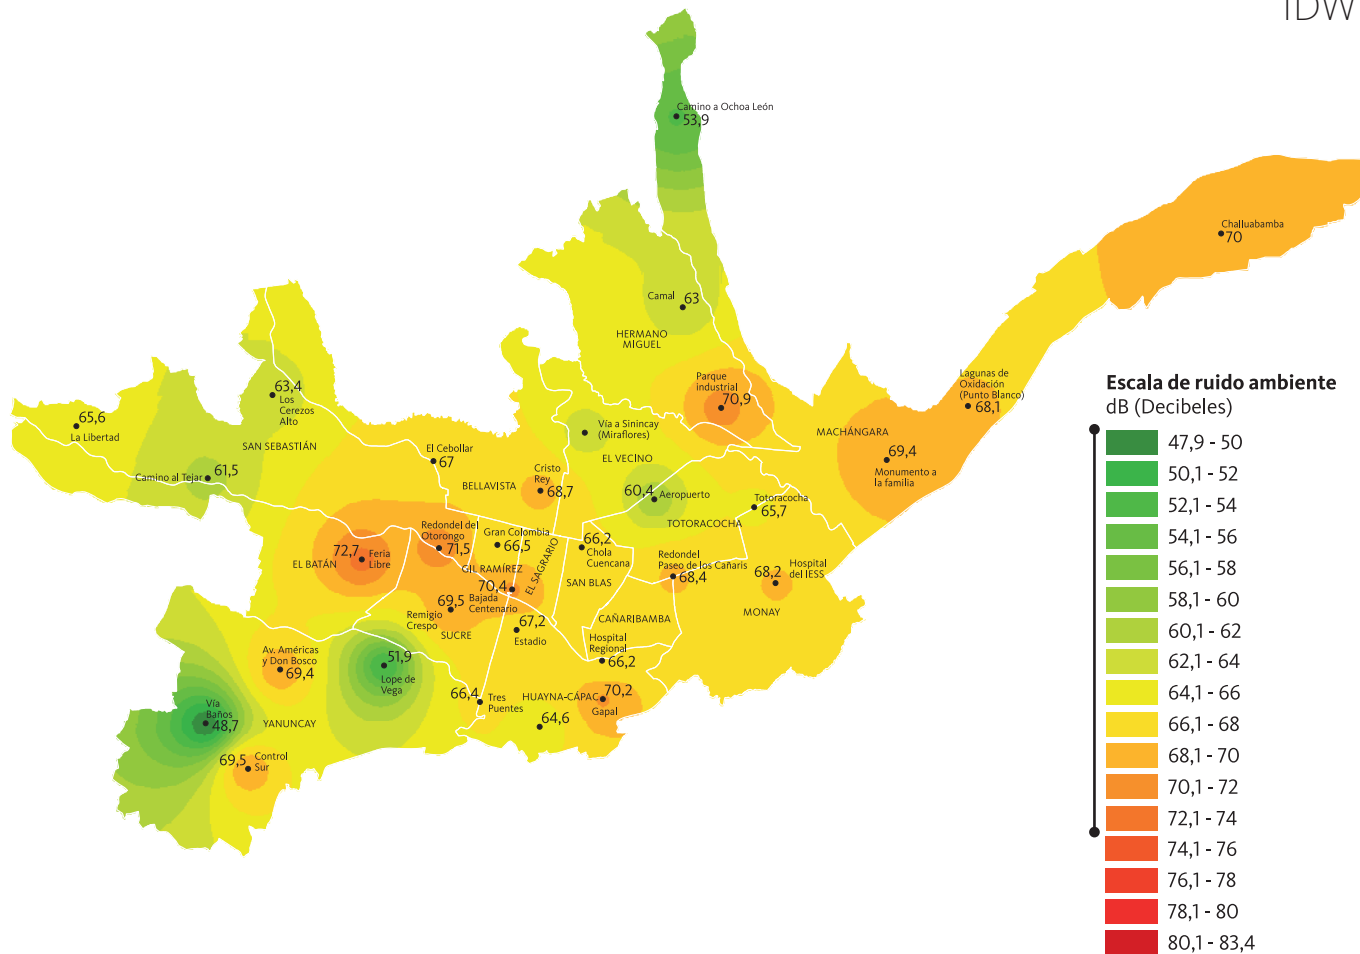 IDW
Camino a Ochoa León
53,9
Challuabamba
70
Camal
63
HERMANO
MIGUEL
Parque
industrial
70,9
Lagunas de
Oxidación
(Punto Blanco)
68,1
63,4
Los
Cerezos
Alto
65,6
La Libertad
SAN SEBASTIÁN
Camino al Tejar
61,5
El Cebollar
67
Vía a Sinincay
(Miraflores)
EL VECINO
MACHÁNGARA
69,4
Monumento a
la familia
BELLAVISTA
Cristo
Rey
68,7
60,4
Aeropuerto
Totoracocha
65,7
TOTORACOCHA
Redondel del
Otorongo
71,5
Gran Colombia
66,5
66,2
Chola
Cuencana
72,7
Feria
Libre
EL BATÁN
GIL RAMÍREZ
EL SAGRARIO
SAN BLAS
Redondel
Paseo de los Cañaris
68,4
68,2
Hospital
del IESS
MONAY
70,4
Bajada
Centenario
69,5
Remigio
Crespo
SUCRE
67,2
Estadio
CAÑARIBAMBA
Hospital
Regional
66,2
Av. Américas
y Don Bosco
69,4
51,9
Lope de
Vega
66,4
Tres
Puentes
HUAYNA-CÁPAC
70,2
Gapal
64,6
Vía
Baños
48,7
YANUNCAY
69,5
Control
Sur
Escala de ruido ambiente
dB (Decibeles)
47,9 - 50
50,1 - 52
52,1 - 54
54,1 - 56
56,1 - 58
58,1 - 60
60,1 - 62
62,1 - 64
64,1 - 66
66,1 - 68
68,1 - 70
70,1 - 72
72,1 - 74
74,1 - 76
76,1 - 78
78,1 - 80
80,1 - 83,4